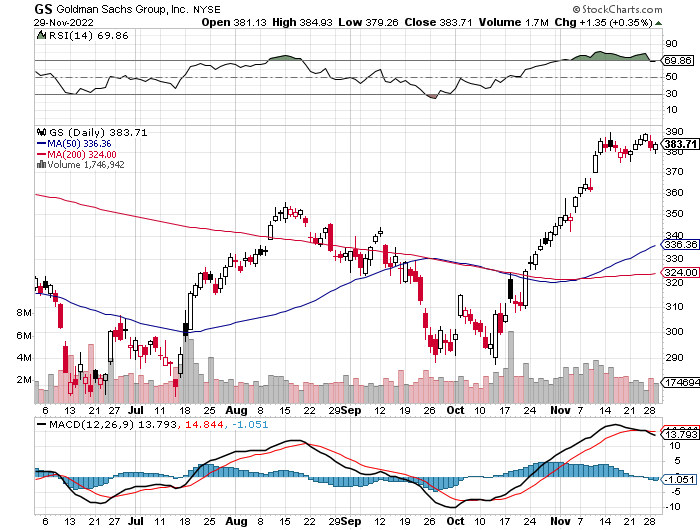 GS Goldman Sachs Group, Inc. NYSE © StockCharts.com
29-Nov-2022 Open 381.13 High 384.93 Low 379.26 Close 383.71 Volume 1.7M Chg +1.35 (+0.35%)
RSI(14) 69.86
90
69.86
50
30
10
GS (Daily) 383.71
MA(50) 336.36
MA(200) 324.00
Volume 1,746,942
390
383.71
380
370
360
350
340
336.36
330
324.00
320
310
300
290
280
8M
6M
4M
2M
174694
6 13 21 27 Jul 11 18 25 Aug 8 15 22 Sep 12 19 26 Oct 10 17 24 Nov 7 14 21 28
MACD(12,26,9) 13.793, 14.844, -1.051
13.793
10
5
-1.051
-5
-10
6 13 21 27 Jul 11 18 25 Aug 8 15 22 Sep 12 19 26 Oct 10 17 24 Nov 7 14 21 28